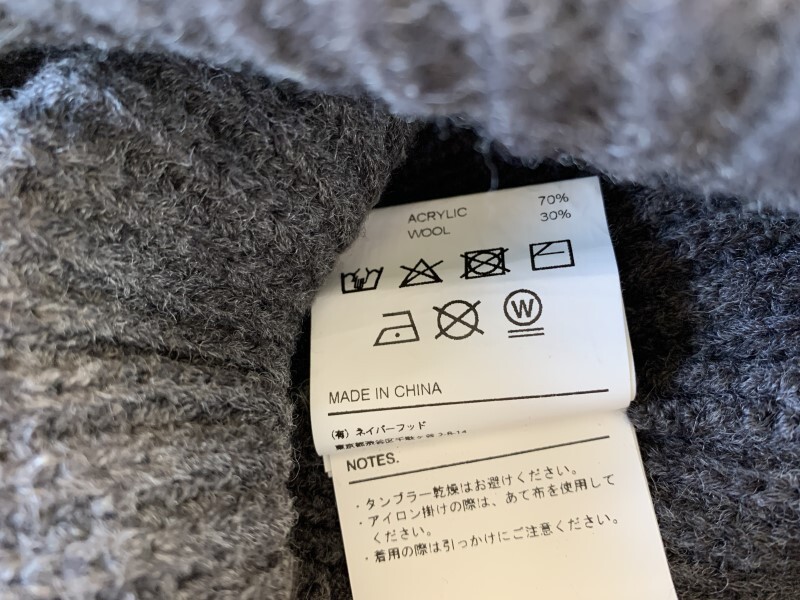 ACRYLIC 70%
WOOL 30%
W
MADE IN CHINA
(有) ネイバーフッド
NOTES.
・タンブラー乾燥はお避けください。
・アイロン掛けの際は、あて布を使用して
ください。
・着用の際は引っかけにご注意ください。